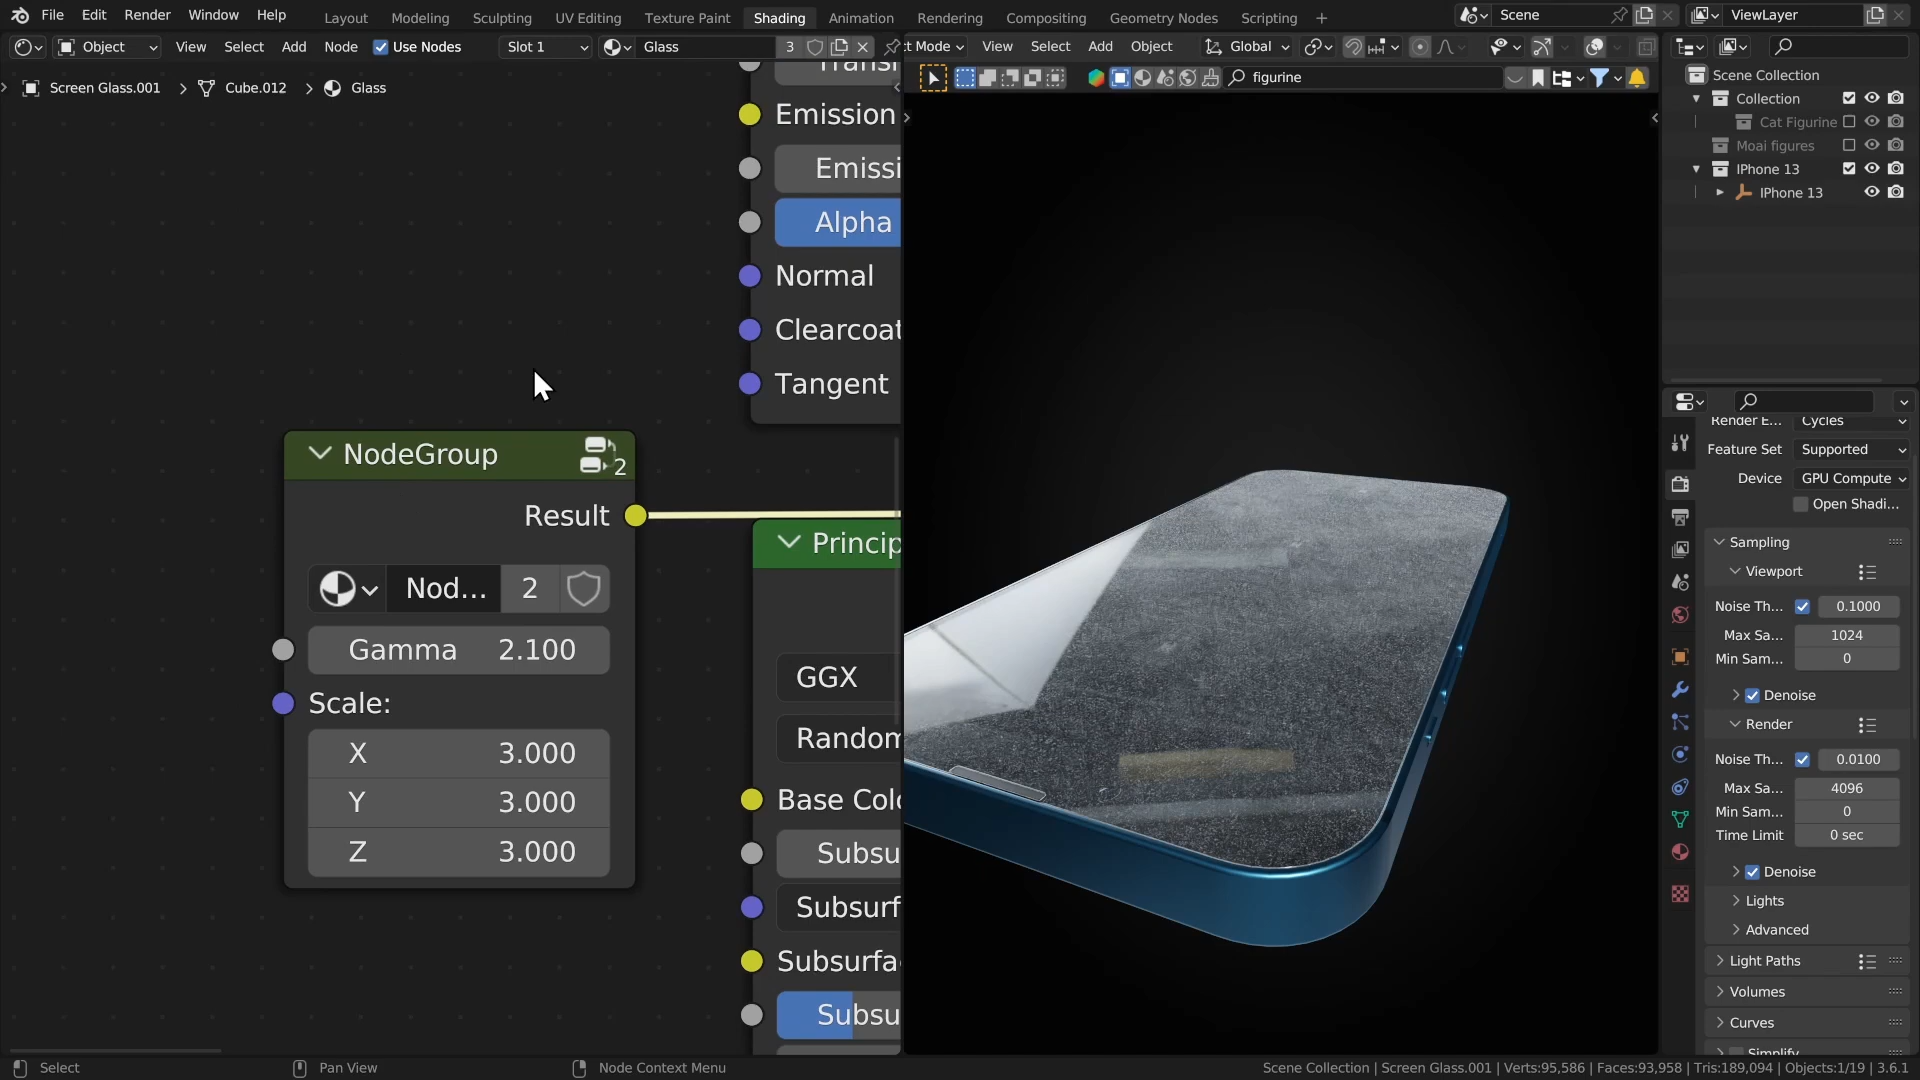 File Edit Render Window Help Layout Modeling Sculpting UV Editing Texture Paint Shading Animation Rendering Compositing Geometry Nodes Scripting + Scene ViewLayer
Object View Select Add Node Use Nodes Slot 1 Glass 3
ct Mode View Select Add Object Global
figurine
Screen Glass.001 > Cube.012 > Glass
Emission
Emissi
Alpha
Normal
Clearcoat
Tangent
NodeGroup 2
Result
Nod... 2
Gamma 2.100
Scale:
X 3.000
Y 3.000
Z 3.000
Princip
GGX
Random
Base Colo
Subsu
Subsurf
Subsurfa
Subsu
Scene Collection
Collection
Cat Figurine
Moai figures
IPhone 13
IPhone 13
Render E... Cycles
Feature Set Supported
Device GPU Compute
Open Shadi...
Sampling
Viewport
Noise Th... 0.1000
Max Sa... 1024
Min Sam... 0
Denoise
Render
Noise Th... 0.0100
Max Sa... 4096
Min Sam... 0
Time Limit 0 sec
Denoise
Lights
Advanced
Light Paths
Volumes
Curves
Simplify
Select Pan View Node Context Menu
Scene Collection | Screen Glass.001 | Verts:95,586 | Faces:93,958 | Tris:189,094 | Objects:1/19 | 3.6.1